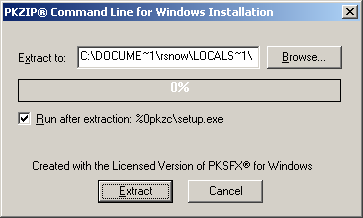 PKZIP® Command Line for Windows Installation
Extract to: C:\DOCUME~1\rsnow\LOCALS~1\ Browse...
0%
Run after extraction: %0pkzc\setup.exe
Created with the Licensed Version of PKSFX® for Windows
Extract Cancel